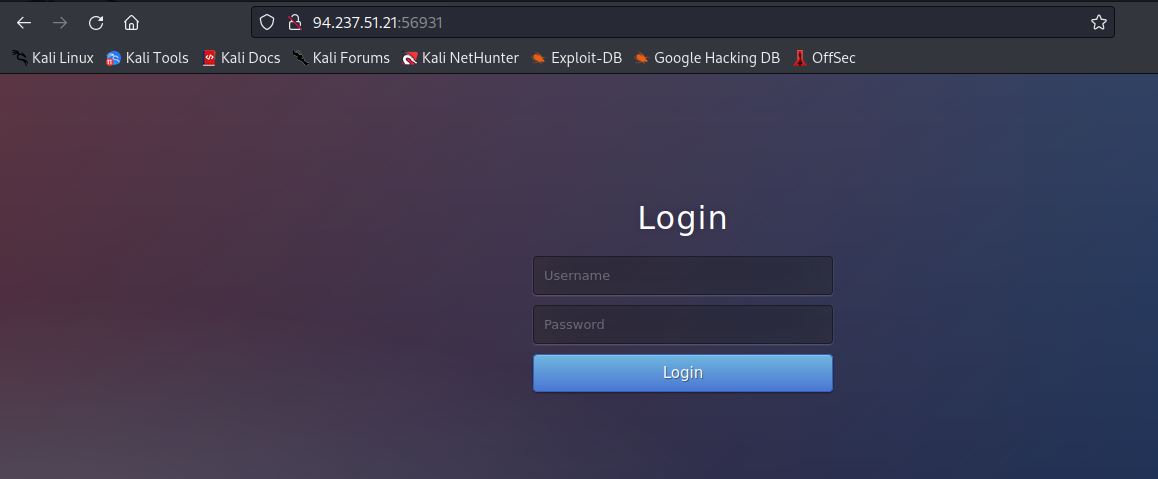 94.237.51.21:56931
Kali Linux Kali Tools Kali Docs Kali Forums Kali NetHunter Exploit-DB Google Hacking DB OffSec
Login
Username
Password
Login